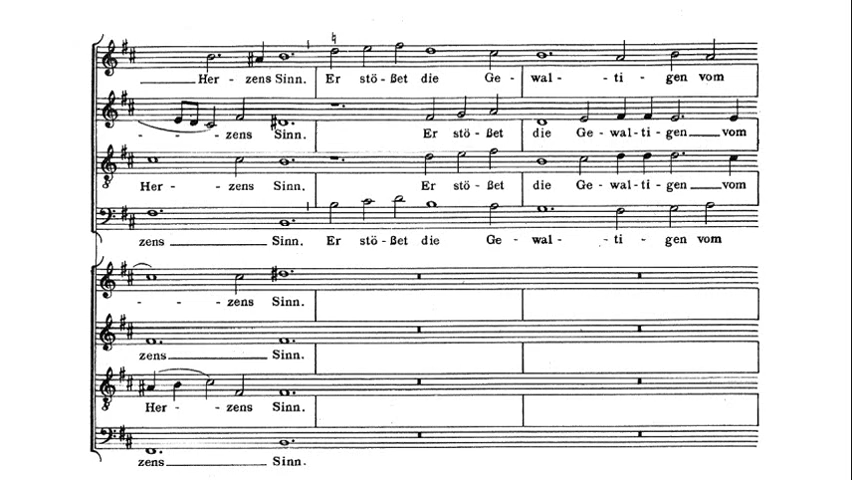 Her - zens Sinn. Er stö - ßet die Ge - wal - ti - gen vom
- - zens Sinn. Er stö - ßet die Ge - wal - ti - gen vom
Her - - zens Sinn. Er stö - ßet die Ge - wal - ti - gen vom
zens Sinn. Er stö - ßet die Ge - wal - ti - gen vom
- - - zens Sinn.
zens Sinn.
Her - - zens Sinn.
zens Sinn.